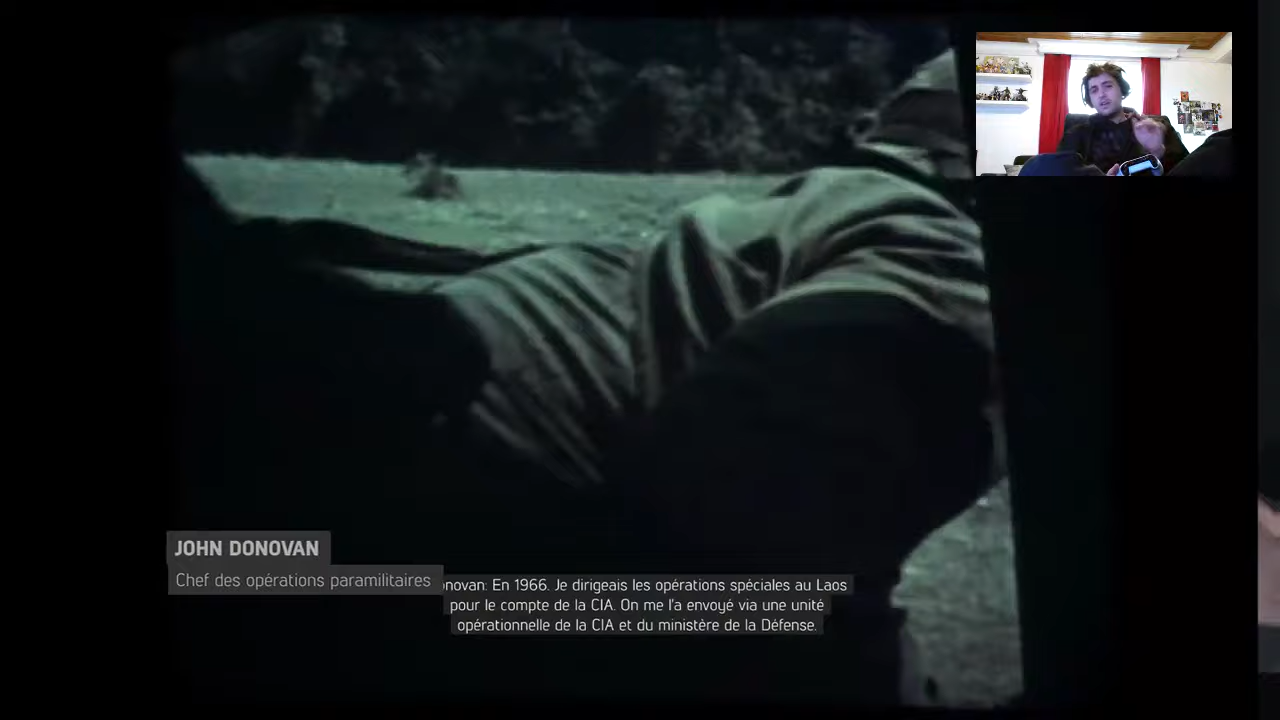 JOHN DONOVAN
Chef des opérations paramilitaires
novan: En 1966. Je dirigeais les opérations spéciales au Laos
pour le compte de la CIA. On me l'a envoyé via une unité
opérationnelle de la CIA et du ministère de la Défense.